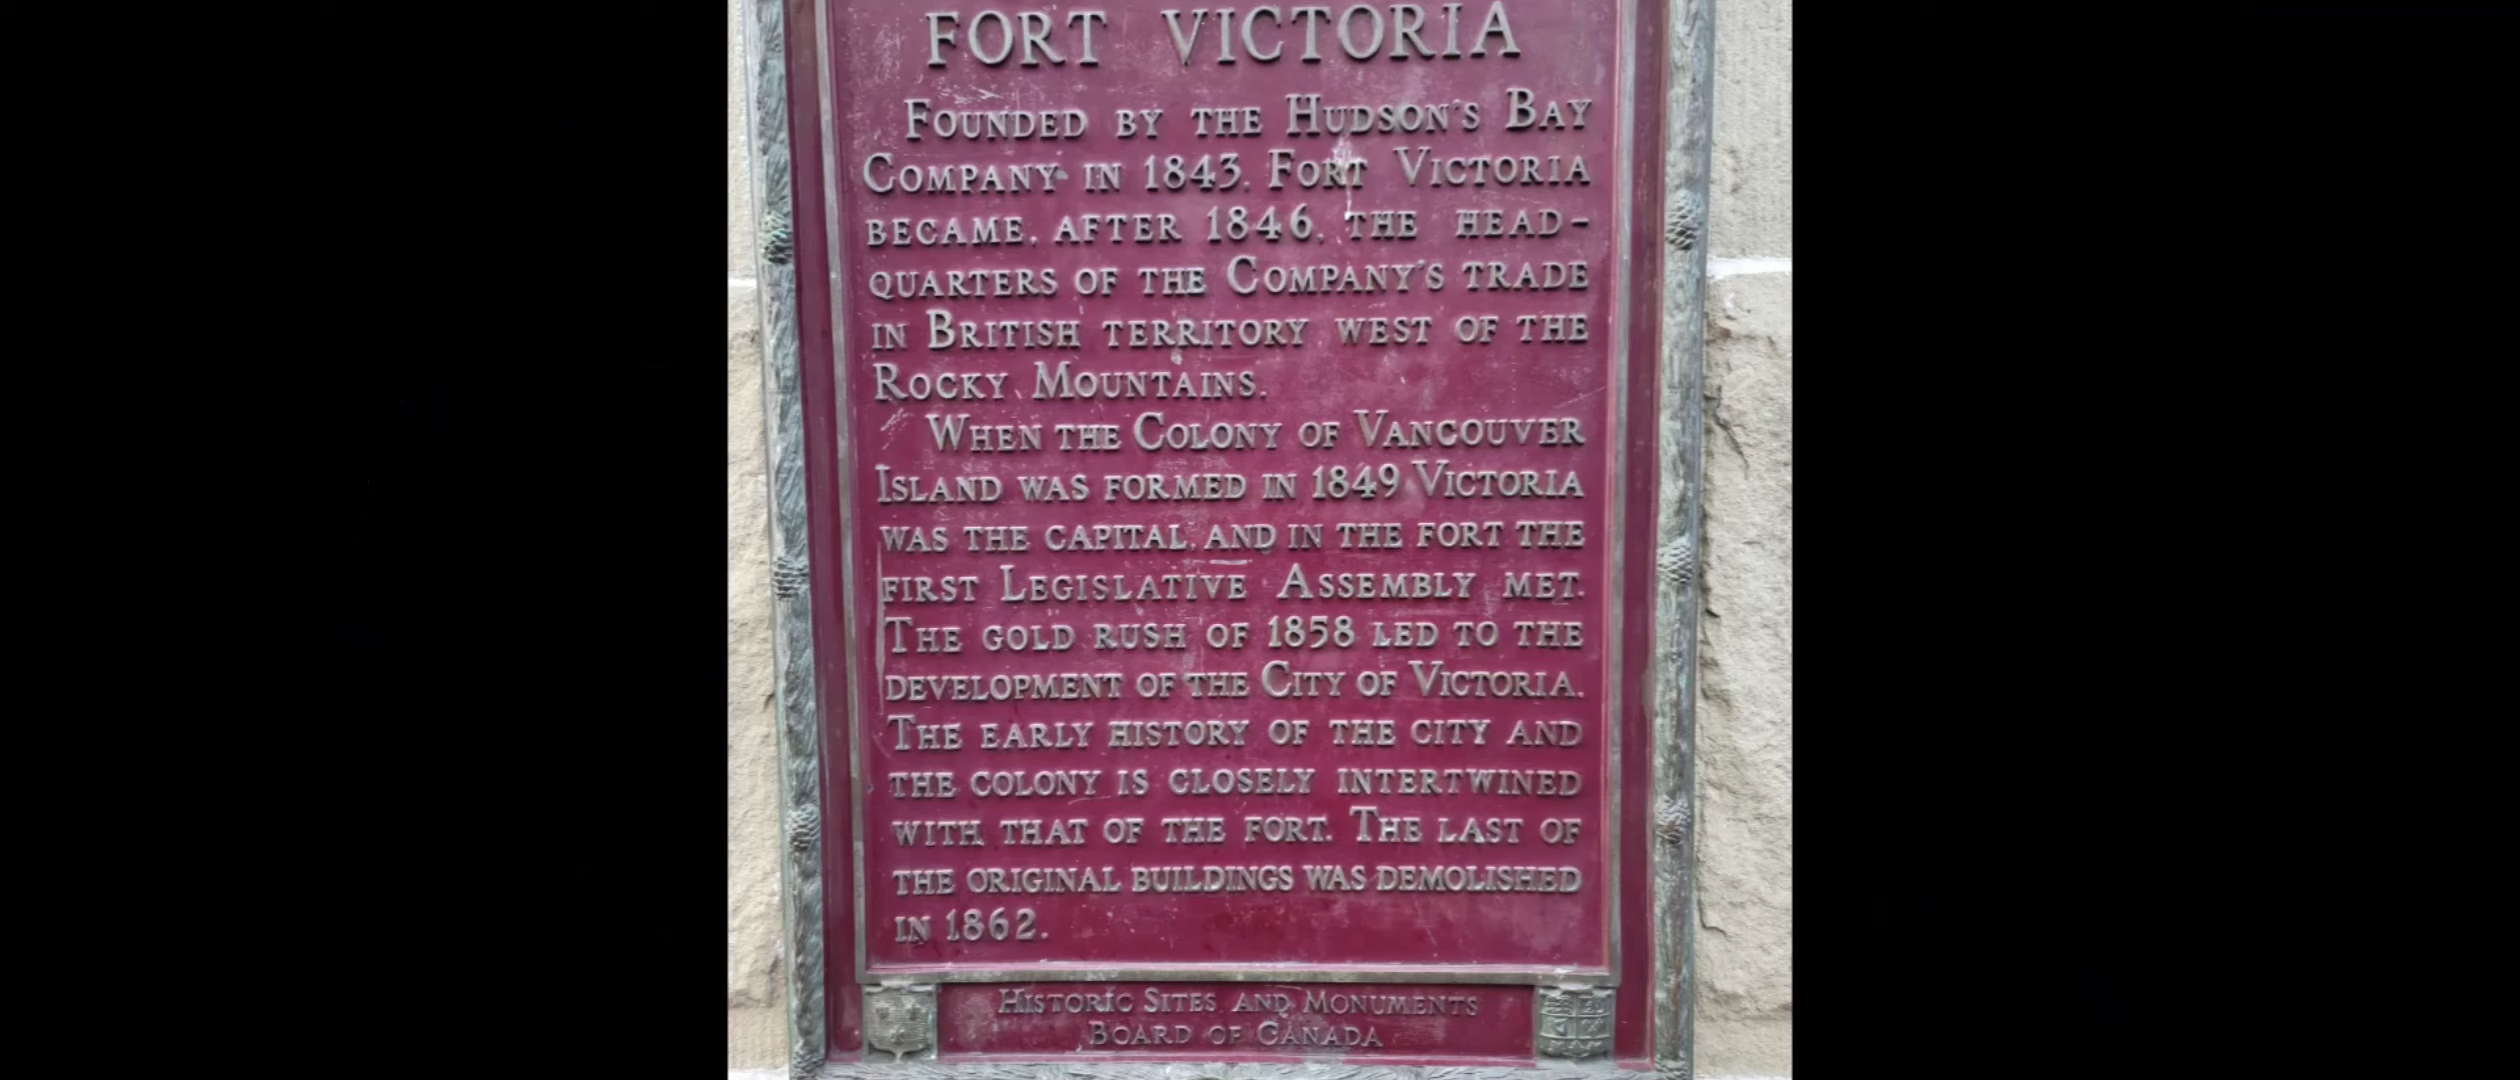 FORT VICTORIA
FOUNDED BY THE HUDSON'S BAY
COMPANY IN 1843, FORT VICTORIA
BECAME, AFTER 1846, THE HEAD-
QUARTERS OF THE COMPANY'S TRADE
IN BRITISH TERRITORY WEST OF THE
ROCKY MOUNTAINS.
WHEN THE COLONY OF VANCOUVER
ISLAND WAS FORMED IN 1849 VICTORIA
WAS THE CAPITAL, AND IN THE FORT THE
FIRST LEGISLATIVE ASSEMBLY MET.
THE GOLD RUSH OF 1858 LED TO THE
DEVELOPMENT OF THE CITY OF VICTORIA.
THE EARLY HISTORY OF THE CITY AND
THE COLONY IS CLOSELY INTERTWINED
WITH THAT OF THE FORT. THE LAST OF
THE ORIGINAL BUILDINGS WAS DEMOLISHED
IN 1862.
HISTORIC SITES AND MONUMENTS
BOARD OF CANADA